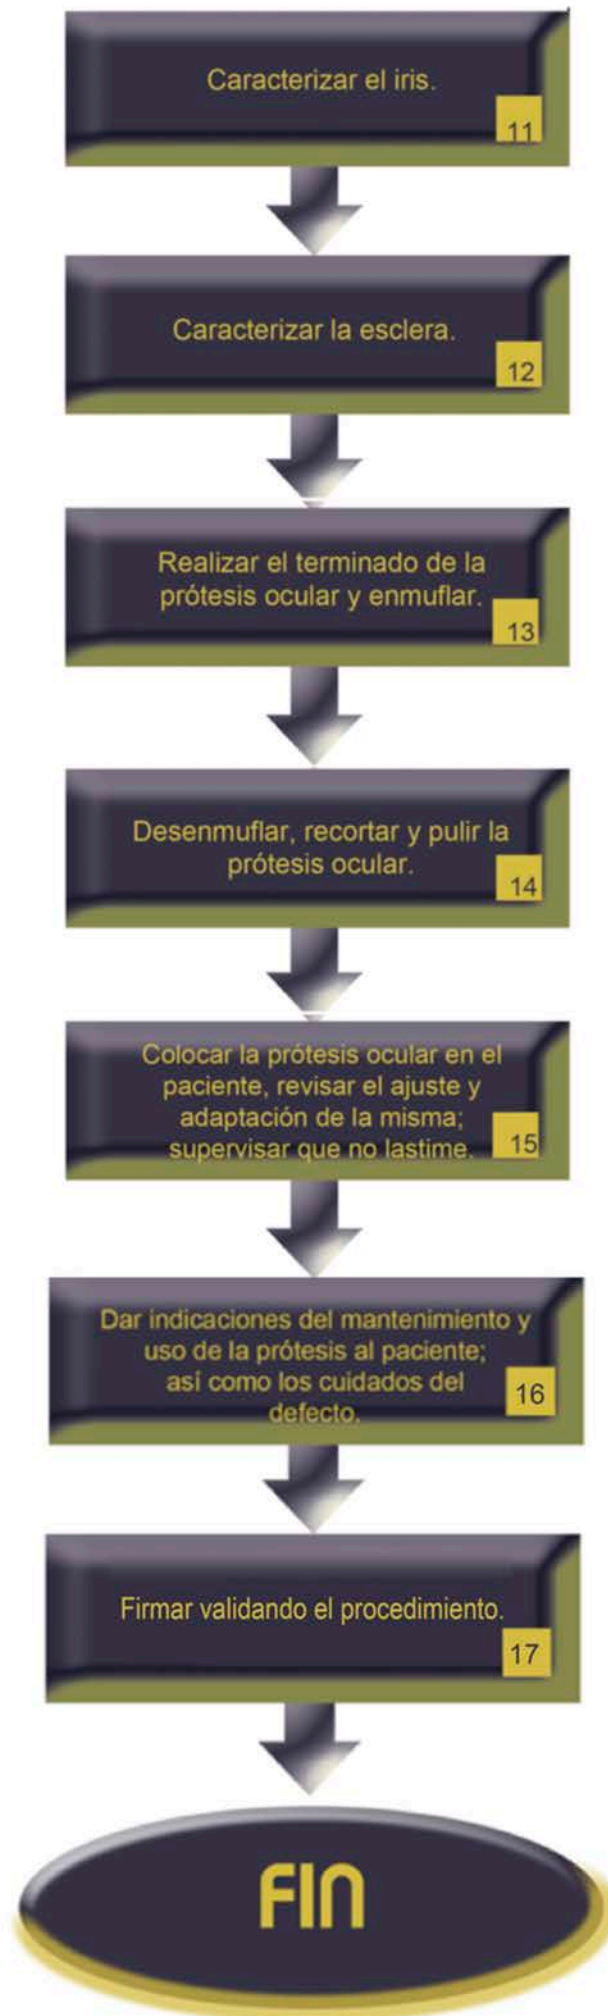 Caracterizar el iris.
11
Caracterizar la esclera.
12
Realizar el terminado de la
prótesis ocular y enmuflar.
13
Desenmuflar, recortar y pulir la
prótesis ocular.
14
Colocar la prótesis ocular en el
paciente, revisar el ajuste y
adaptación de la misma;
supervisar que no lastime.
15
Dar indicaciones del mantenimiento y
uso de la prótesis al paciente;
así como los cuidados del
defecto.
16
Firmar validando el procedimiento.
17
FIN